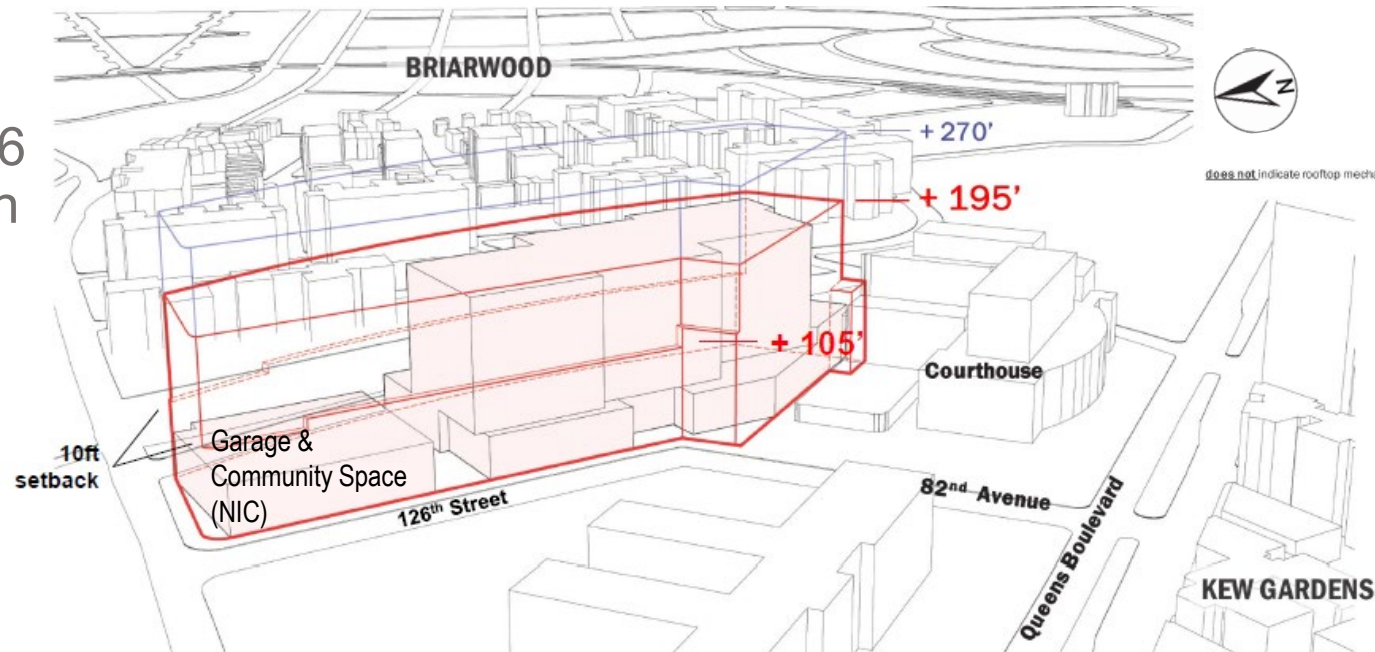 BRIARWOOD
6
n
+ 270'
Z
does not indicate rooftop mecha
+ 195'
+ 105'
Courthouse
10ft
setback
Garage &
Community Space
(NIC)
126th Street
82nd Avenue
Queens Boulevard
KEW GARDENS